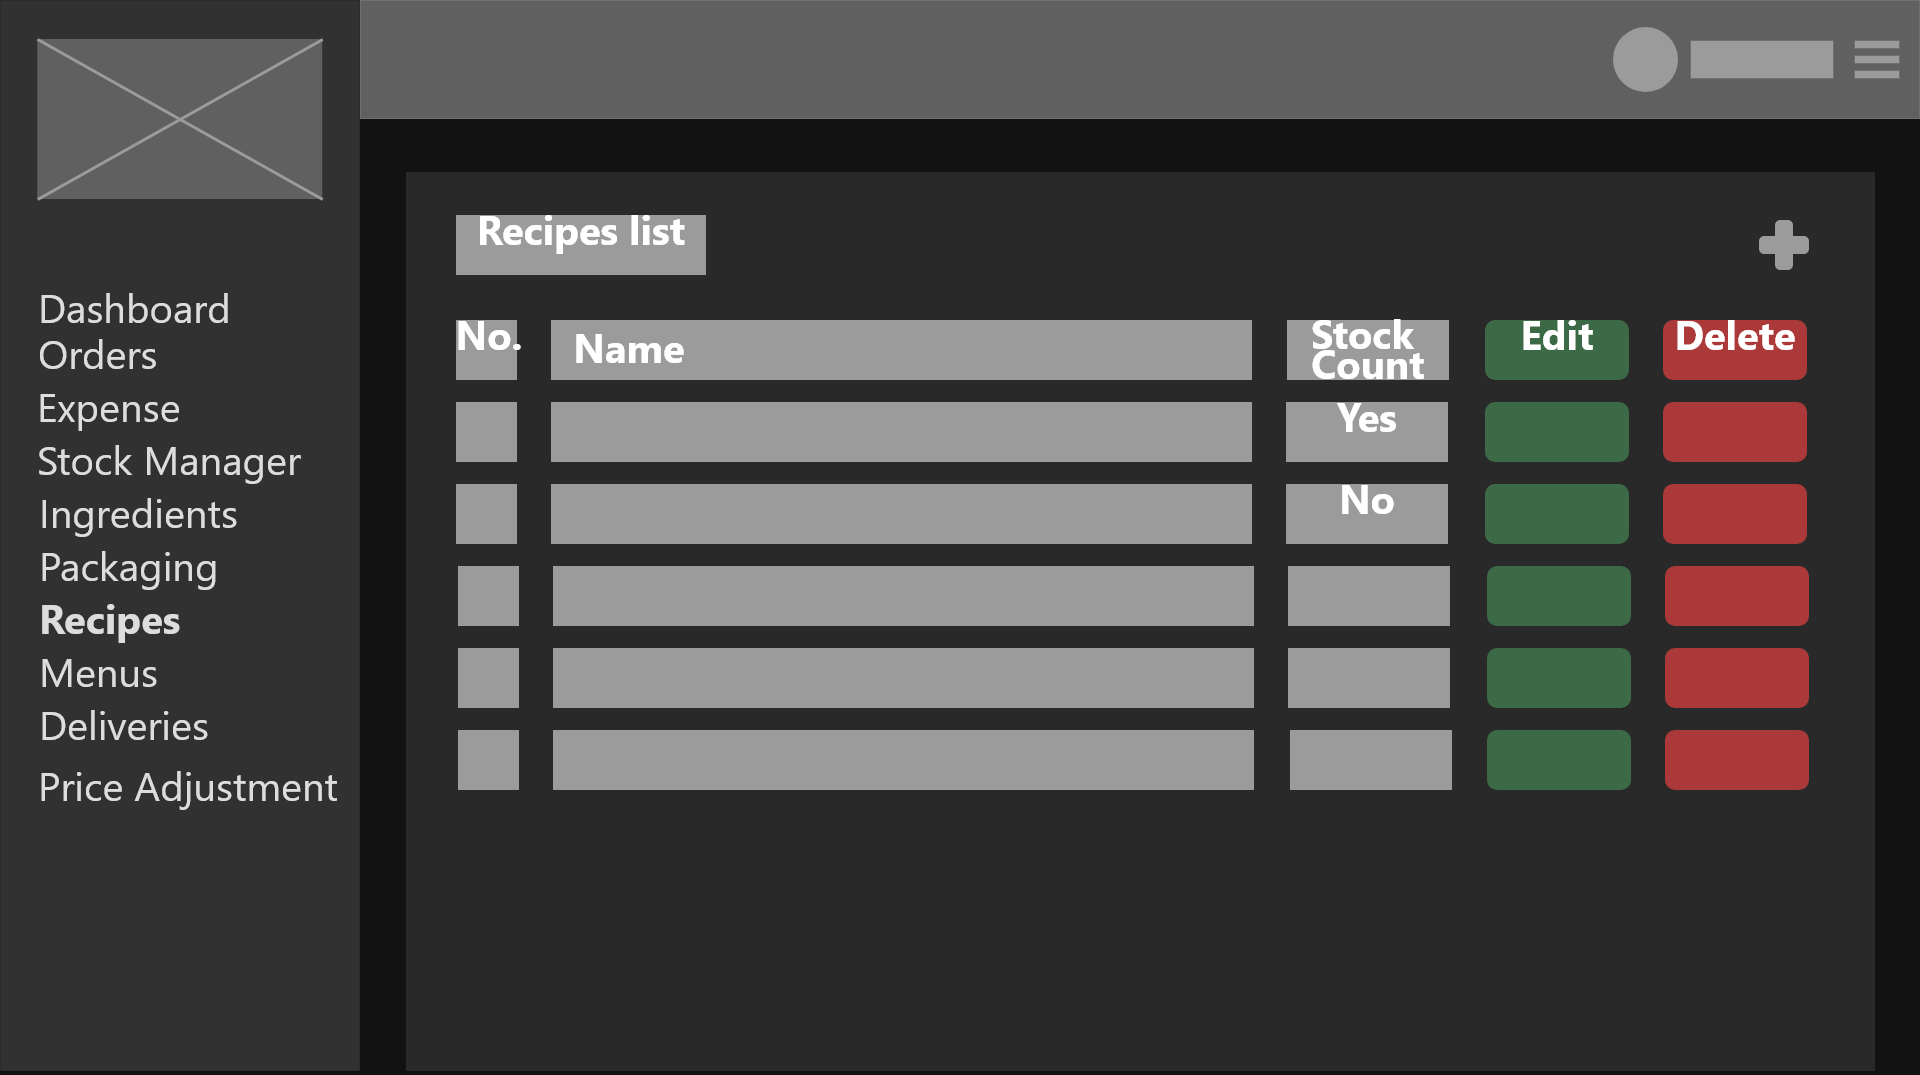 Dashboard
Orders
Expense
Stock Manager
Ingredients
Packaging
Recipes
Menus
Deliveries
Price Adjustment
Recipes list
No.
Name
Stock
Count
Edit
Delete
Yes
No